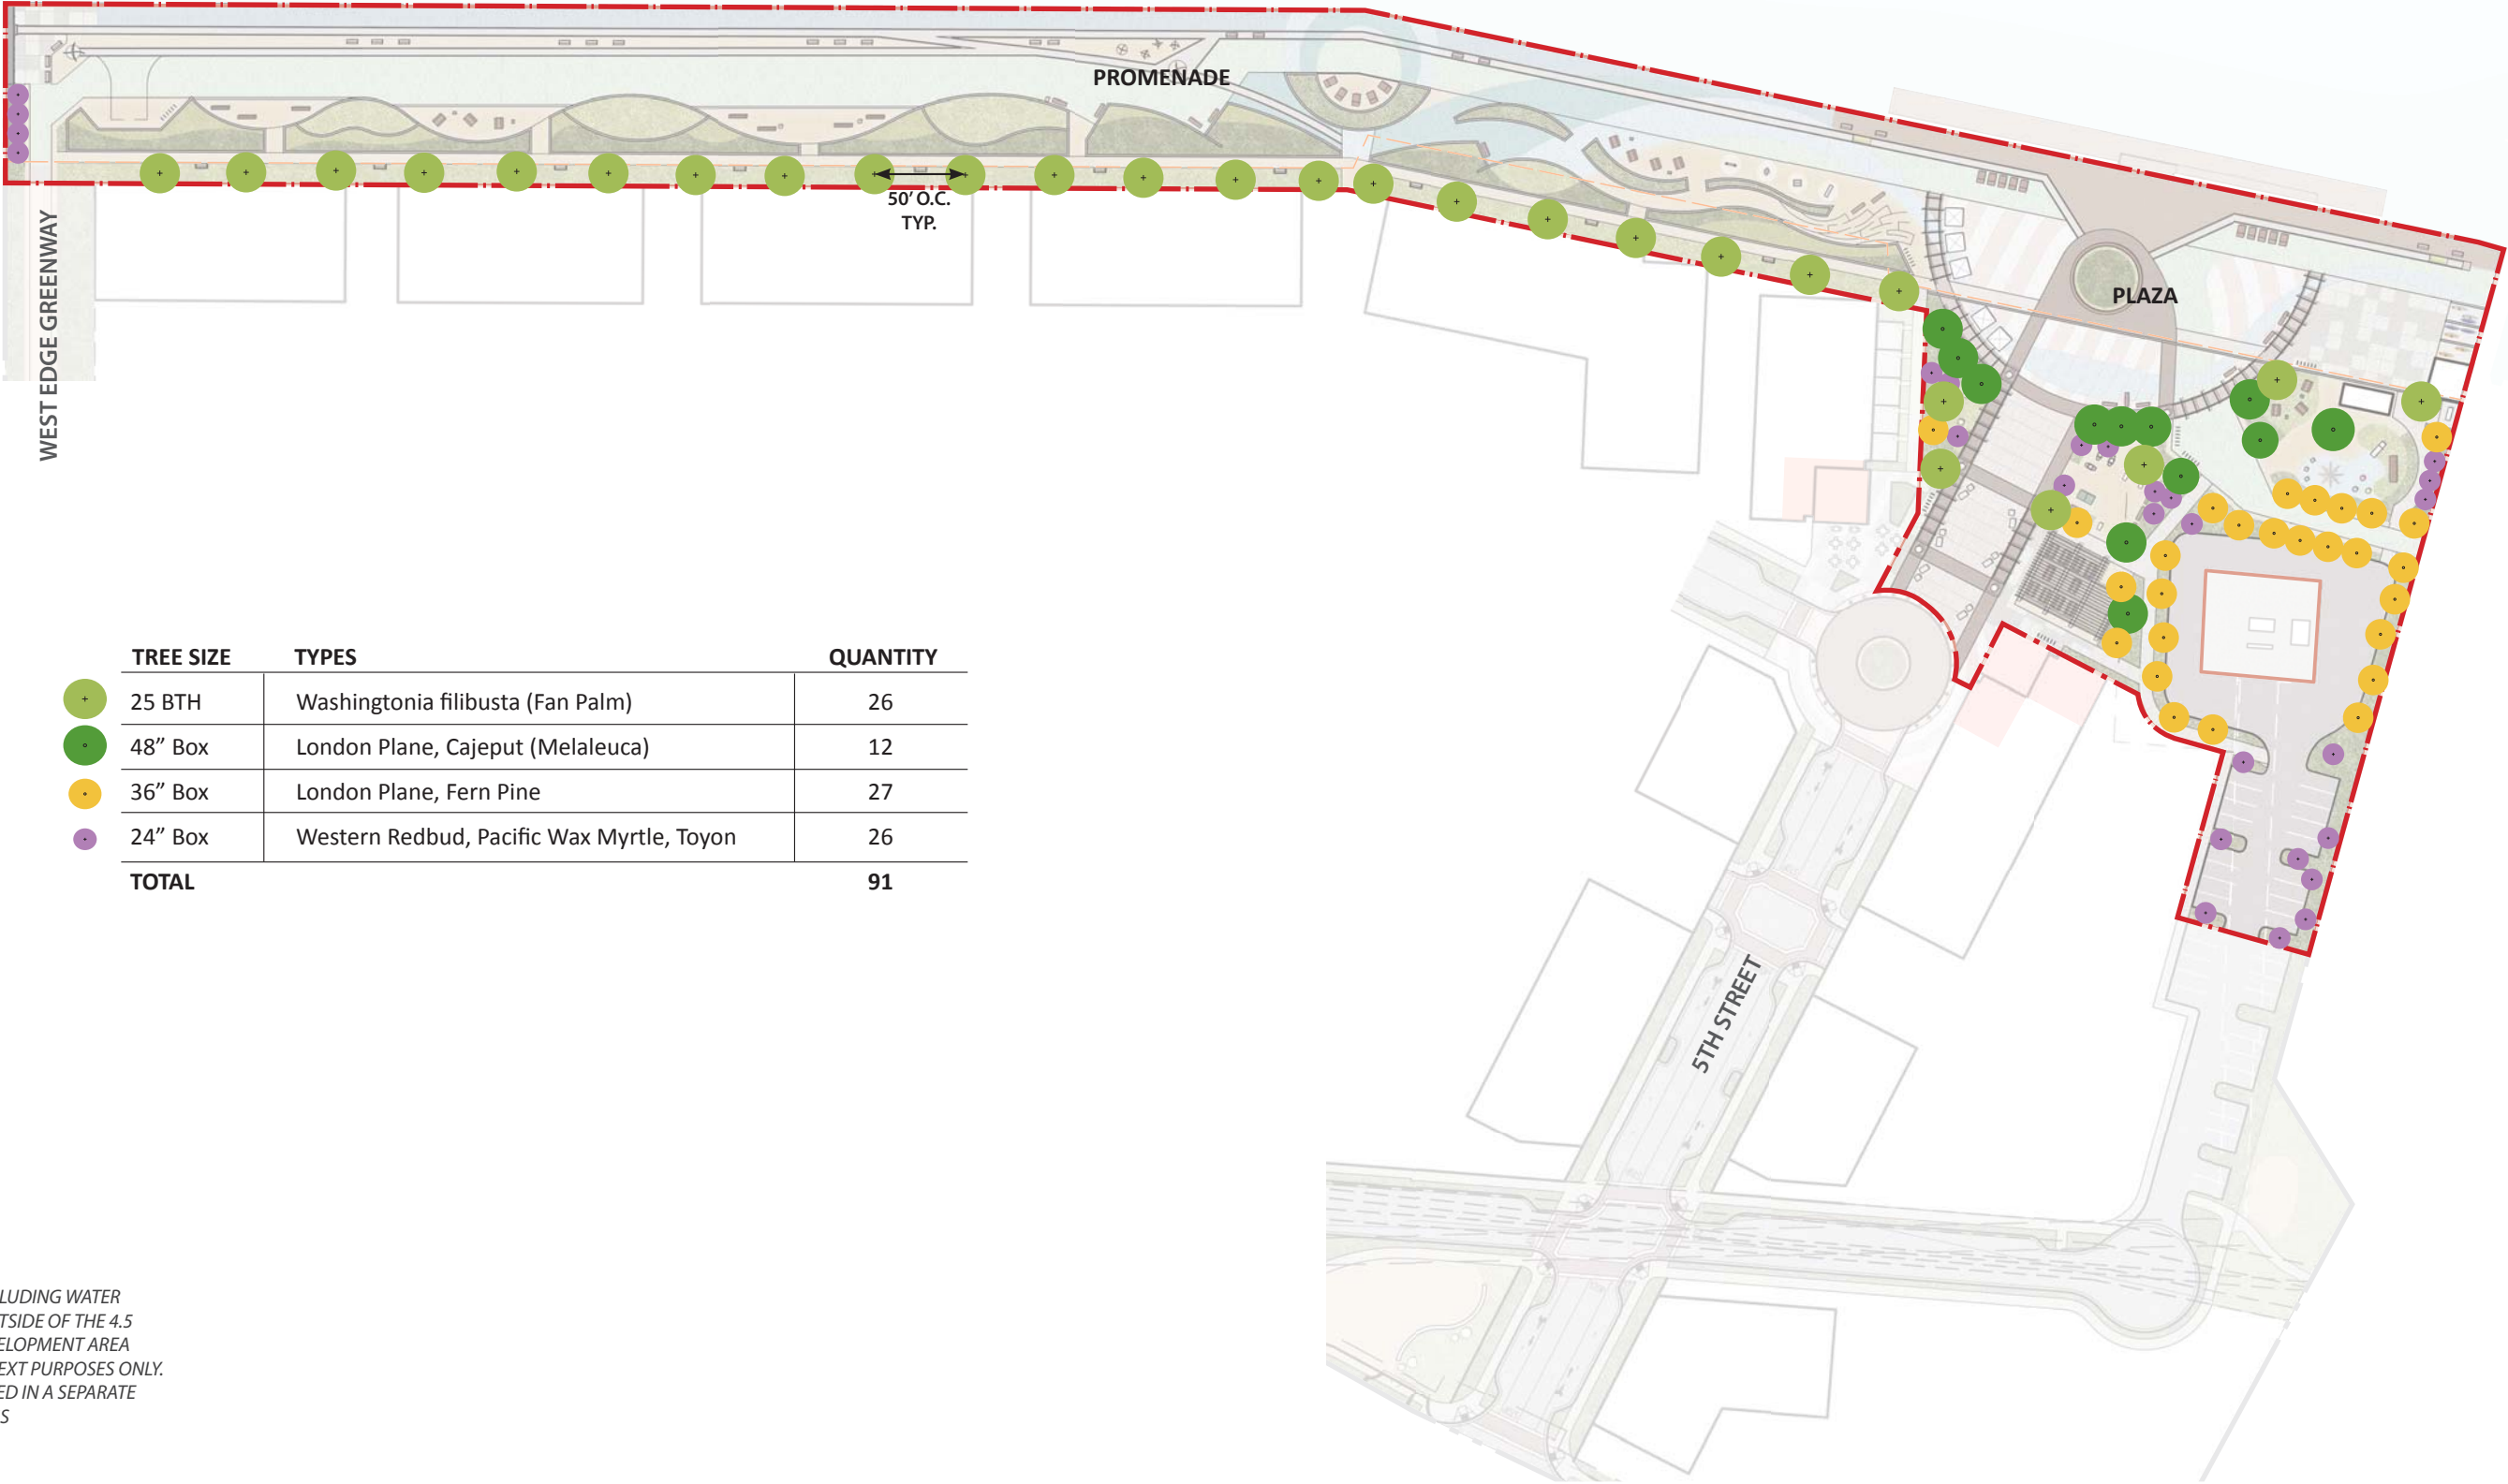 PROMENADE
50' O.C.
TYP.
WEST EDGE GREENWAY
PLAZA
TREE SIZE TYPES QUANTITY
25 BTH Washingtonia filibusta (Fan Palm) 26
48” Box London Plane, Cajeput (Melaleuca) 12
36” Box London Plane, Fern Pine 27
24” Box Western Redbud, Pacific Wax Myrtle, Toyon 26
TOTAL 91
5TH STREET
LUDING WATER
TSIDE OF THE 4.5
ELOPMENT AREA
EXT PURPOSES ONLY.
ED IN A SEPARATE
S